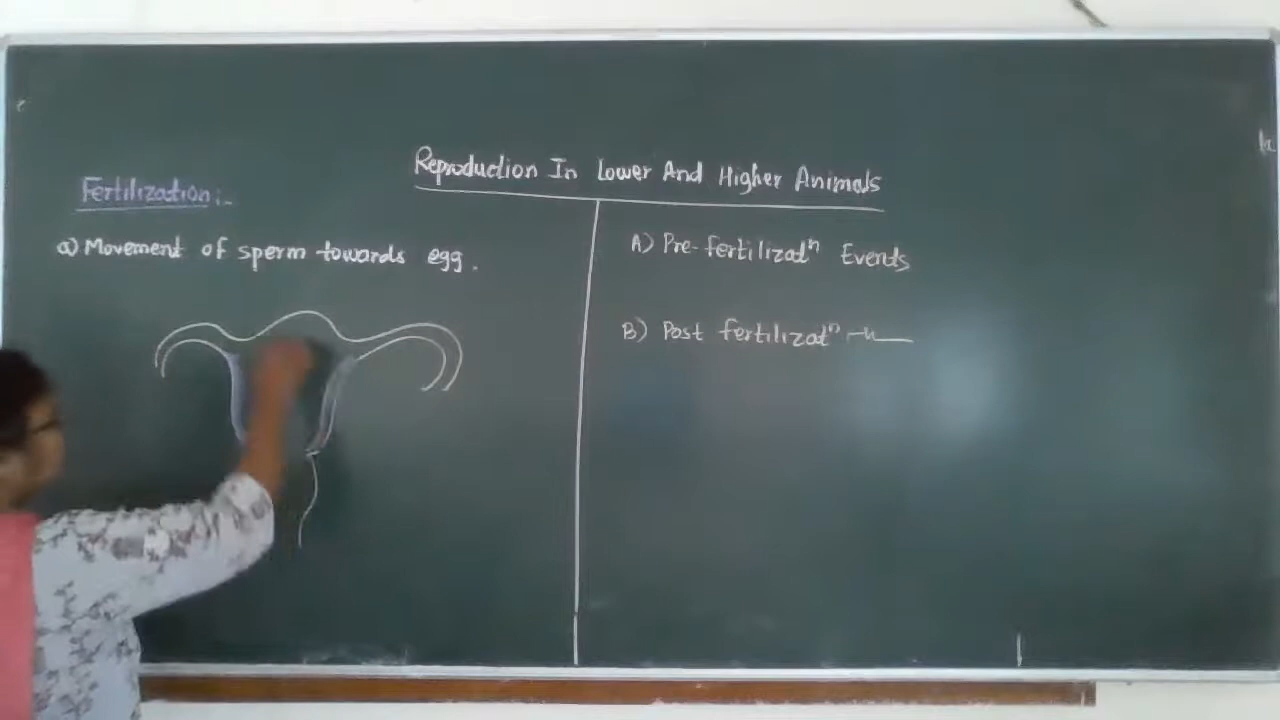 Reproduction In Lower And Higher Animals
Fertilization:-
a) Movement of sperm towards egg.
A) Pre-fertilizatⁿ Events
B) Post fertilizatⁿ —〃—